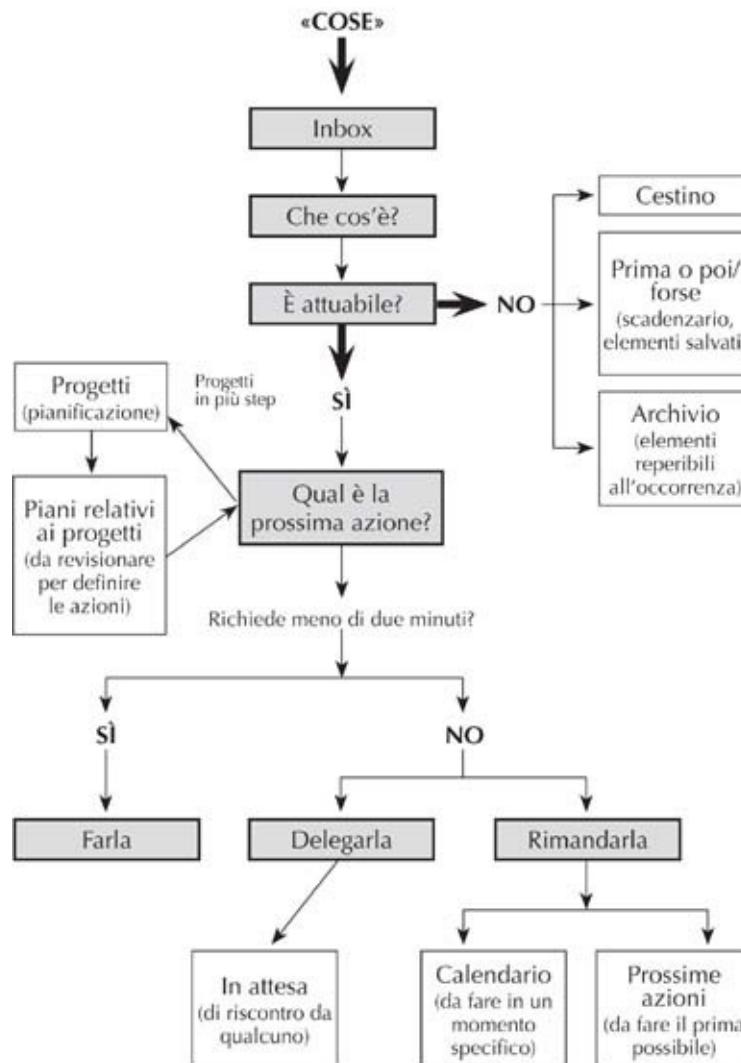 «COSE»
Inbox
Che cos'è?
È attuabile?
NO
Cestino
Prima o poi/
forse
(scadenzario,
elementi salvati)
Archivio
(elementi
reperibili
all'occorrenza)
SÌ
Progetti
in più step
Progetti
(pianificazione)
Piani relativi
ai progetti
(da revisionare
per definire
le azioni)
Qual è la
prossima azione?
Richiede meno di due minuti?
SÌ
NO
Farla
Delegarla
Rimandarla
In attesa
(di riscontro da
qualcuno)
Calendario
(da fare in un
momento
specifico)
Prossime
azioni
(da fare il prima
possibile)